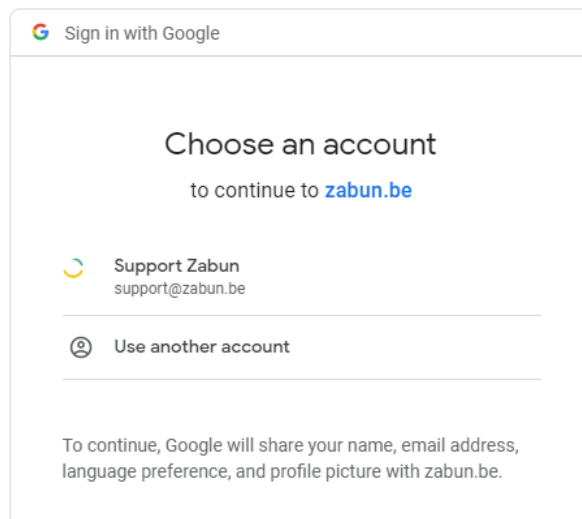 Sign in with Google
Choose an account
to continue to zabun.be
Support Zabun
support@zabun.be
Use another account
To continue, Google will share your name, email address,
language preference, and profile picture with zabun.be.